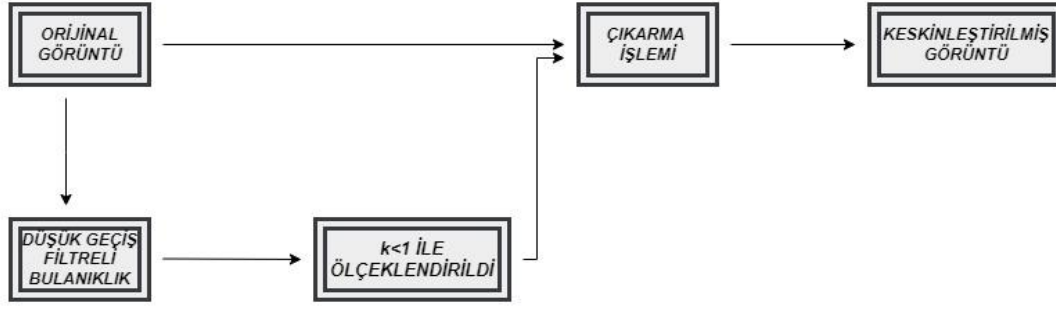 ORİJİNAL
GÖRÜNTÜ
ÇIKARMA
İŞLEMİ
KESKİNLEŞTİRİLMİŞ
GÖRÜNTÜ
DÜŞÜK GEÇİŞ
FİLTRELİ
BULANIKLIK
k<1 İLE
ÖLÇEKLENDİRİLDİ